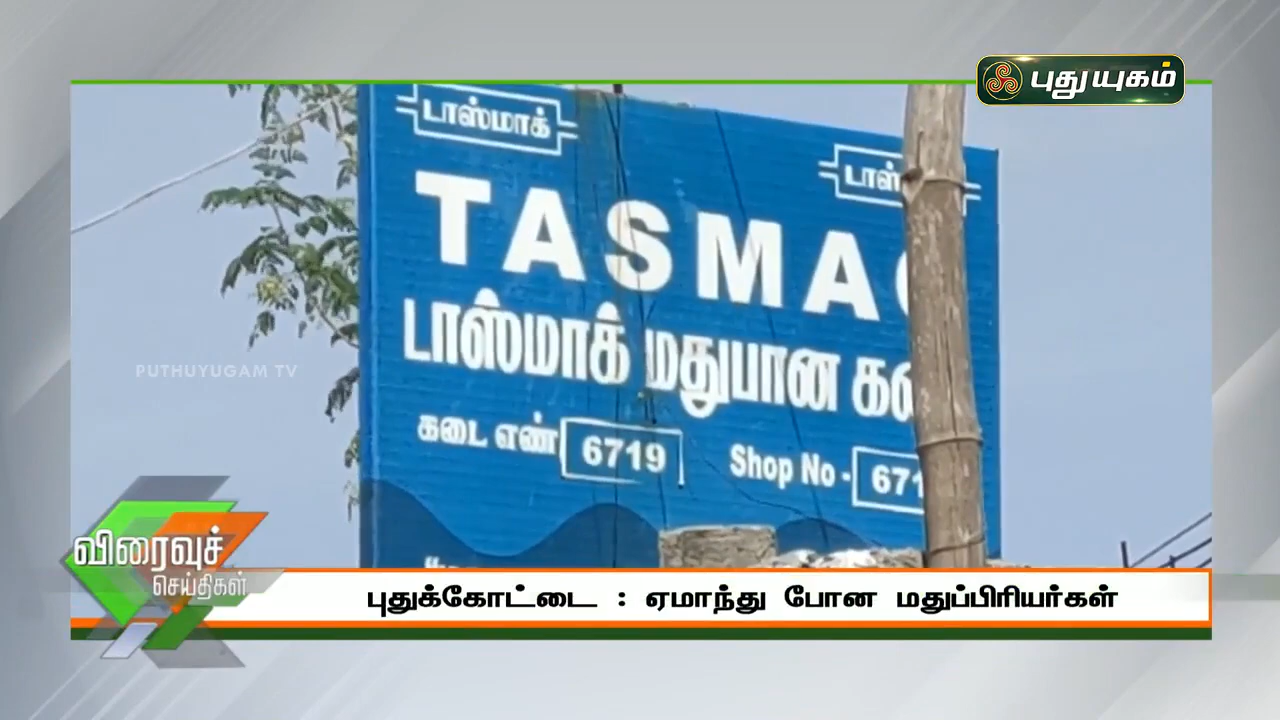 புதுயுகம்
டாஸ்மாக்
TASMA
டாஸ்மாக் மதுபான
கடை எண் 6719
Shop No - 671
PUTHUYUGAM TV
விரைவுச்
செய்திகள்
புதுக்கோட்டை : ஏமாந்து போன மதுப்பிரியர்கள்